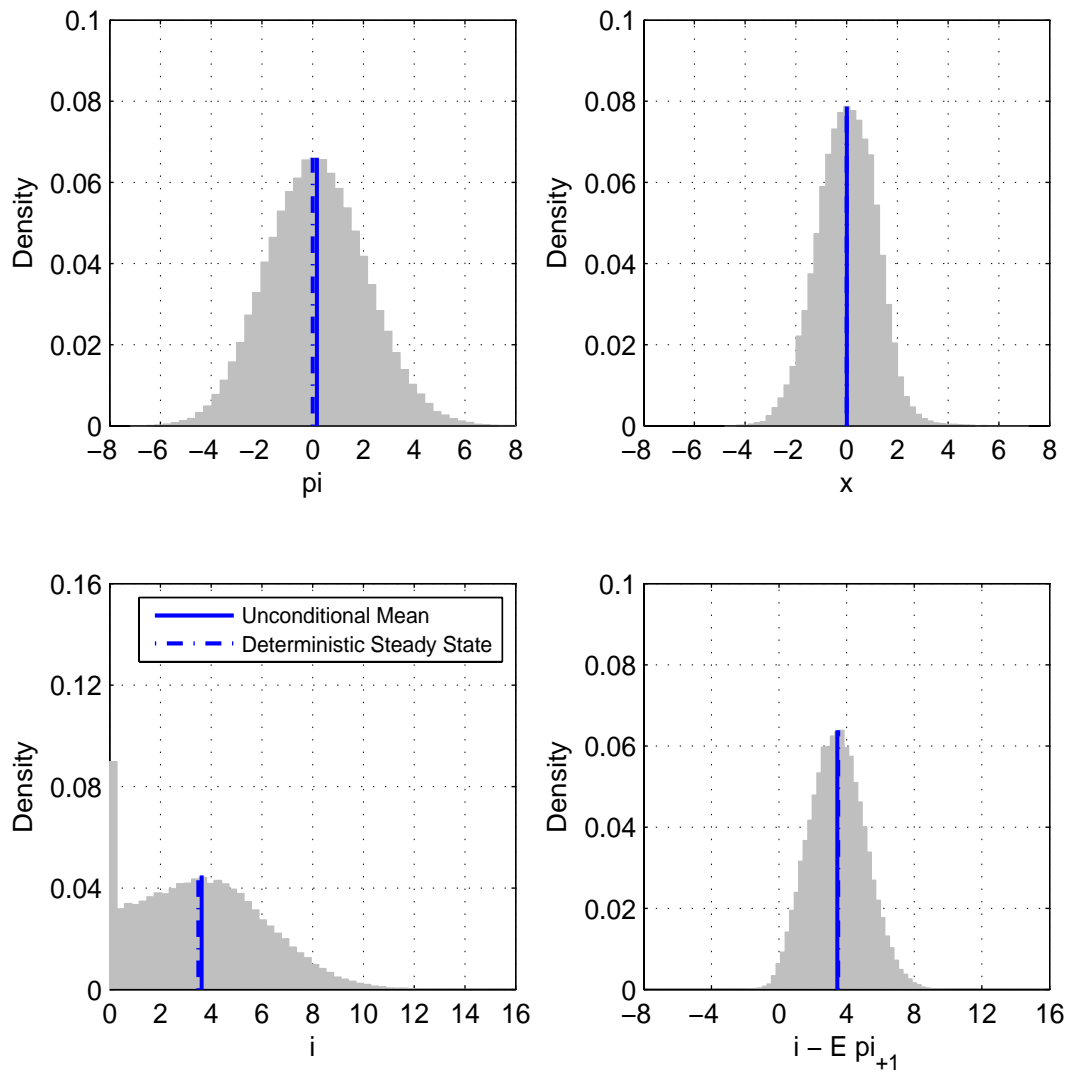 0.1
0.08
0.06
0.04
0.02
0
Density
−8 −6 −4 −2 0 2 4 6 8
pi
0.1
0.08
0.06
0.04
0.02
0
Density
−8 −6 −4 −2 0 2 4 6 8
x
0.16
0.12
0.08
0.04
0
Density
Unconditional Mean
Deterministic Steady State
0 2 4 6 8 10 12 14 16
i
0.1
0.08
0.06
0.04
0.02
0
Density
−8 −4 0 4 8 12 16
i − E pi+1